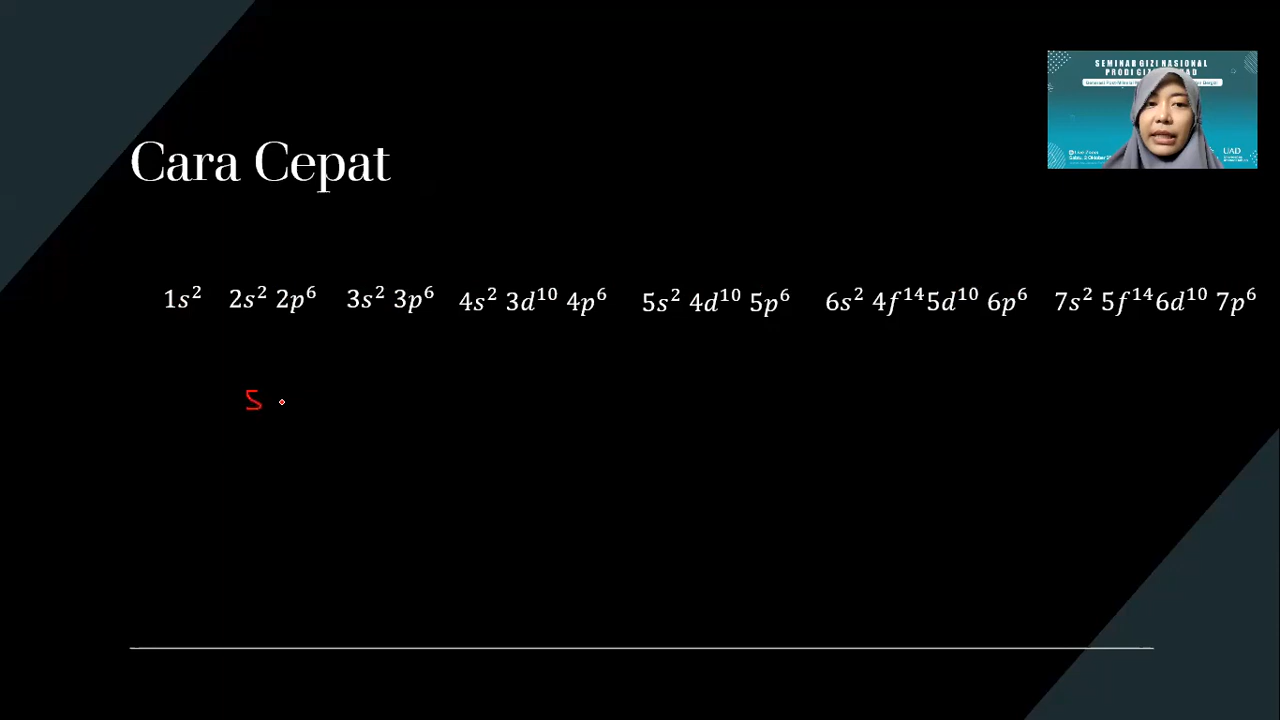 SEMINAR GIZI NASIONAL
Cara Cepat
UAD
1s² 2s² 2p⁶ 3s² 3p⁶ 4s² 3d¹⁰ 4p⁶ 5s² 4d¹⁰ 5p⁶ 6s² 4f¹⁴5d¹⁰ 6p⁶ 7s² 5f¹⁴6d¹⁰ 7p⁶
S